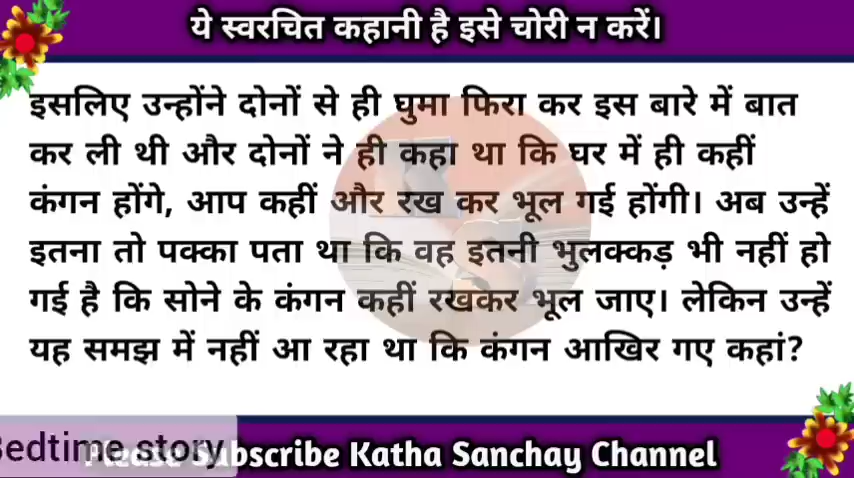 ये स्वरचित कहानी है इसे चोरी न करें।
इसलिए उन्होंने दोनों से ही घुमा फिरा कर इस बारे में बात
कर ली थी और दोनों ने ही कहा था कि घर में ही कहीं
कंगन होंगे, आप कहीं और रख कर भूल गई होंगी। अब उन्हें
इतना तो पक्का पता था कि वह इतनी भुलक्कड़ भी नहीं हो
गई है कि सोने के कंगन कहीं रखकर भूल जाए। लेकिन उन्हें
यह समझ में नहीं आ रहा था कि कंगन आखिर गए कहां?
Bedtime story
Please Subscribe Katha Sanchay Channel